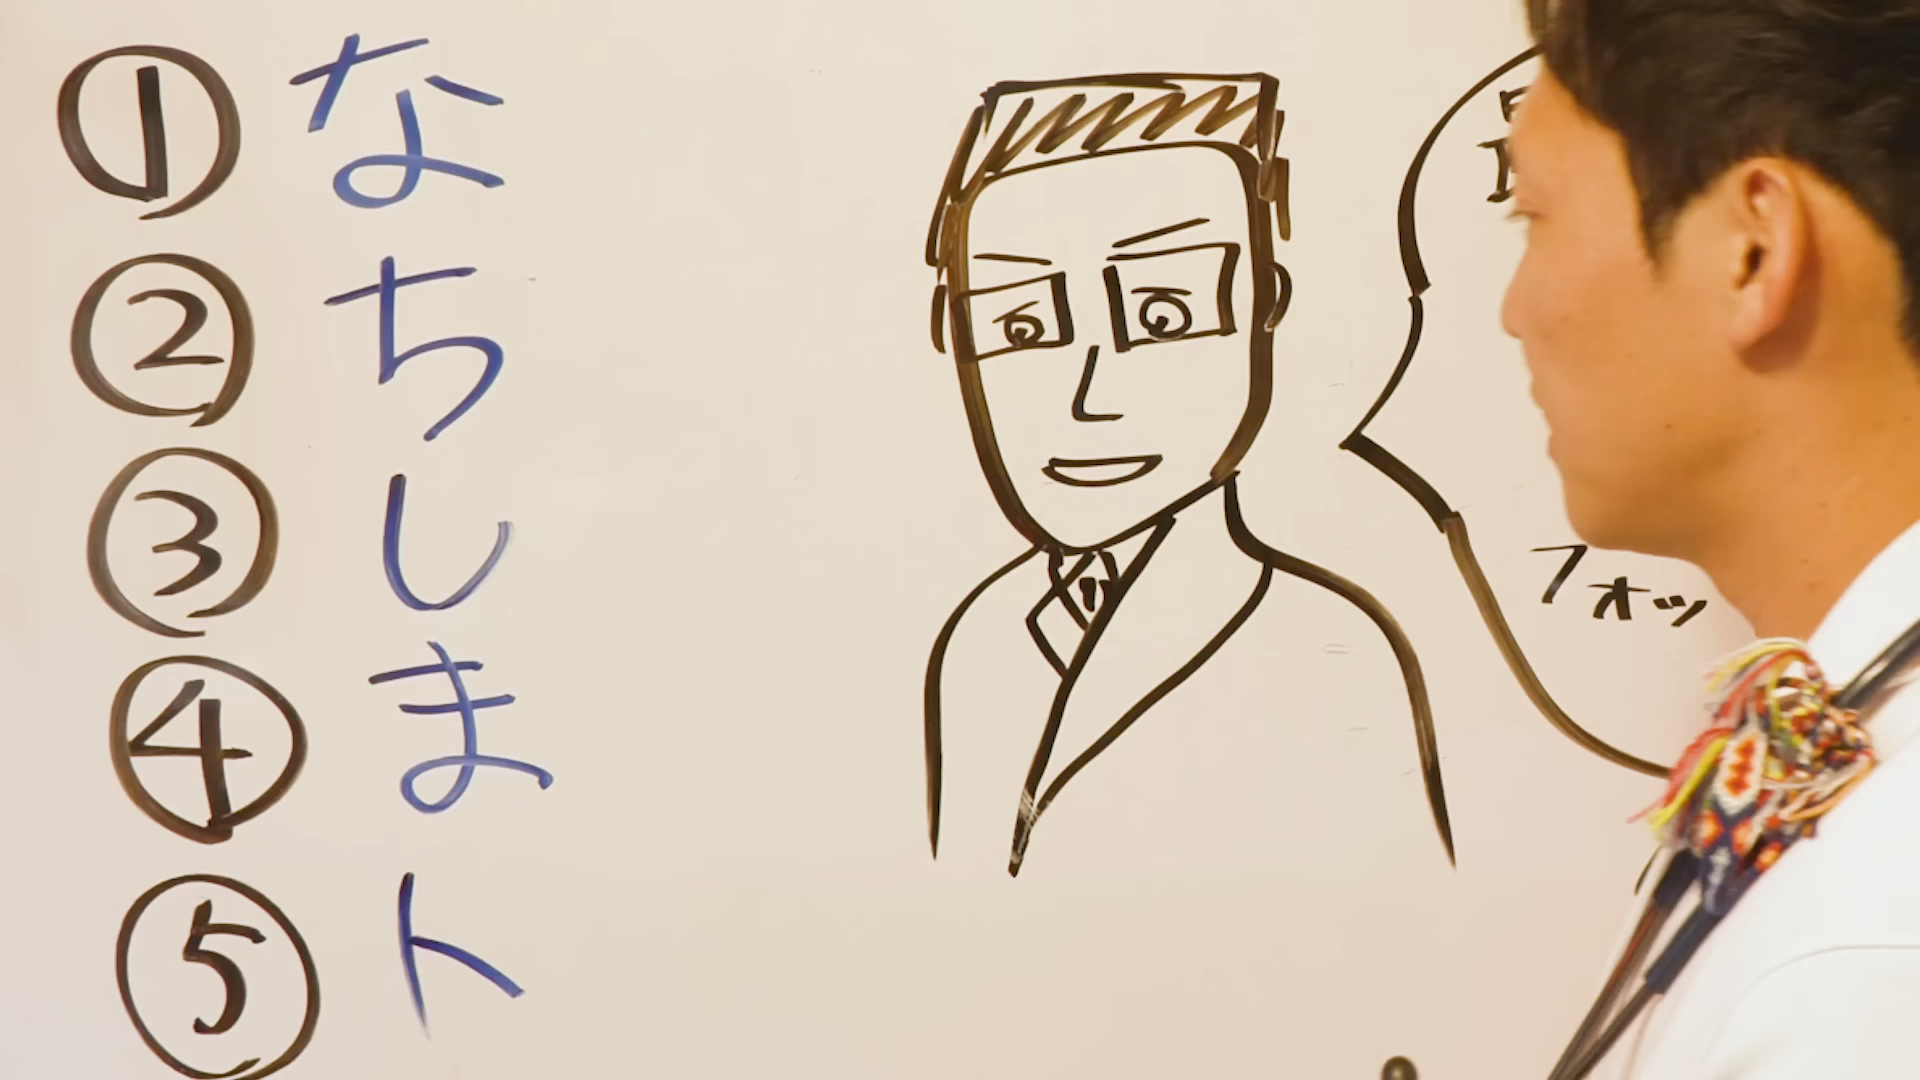 ① な
② ち
③ し
④ ま
⑤ ト
フォッ